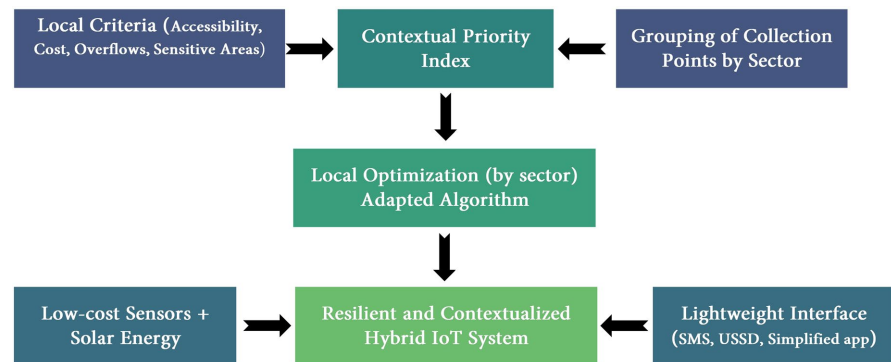 Local Criteria (Accessibility,
Cost, Overflows, Sensitive Areas)
Contextual Priority
Index
Grouping of Collection
Points by Sector
Local Optimization (by sector)
Adapted Algorithm
Low-cost Sensors +
Solar Energy
Resilient and Contextualized
Hybrid IoT System
Lightweight Interface
(SMS, USSD, Simplified app)